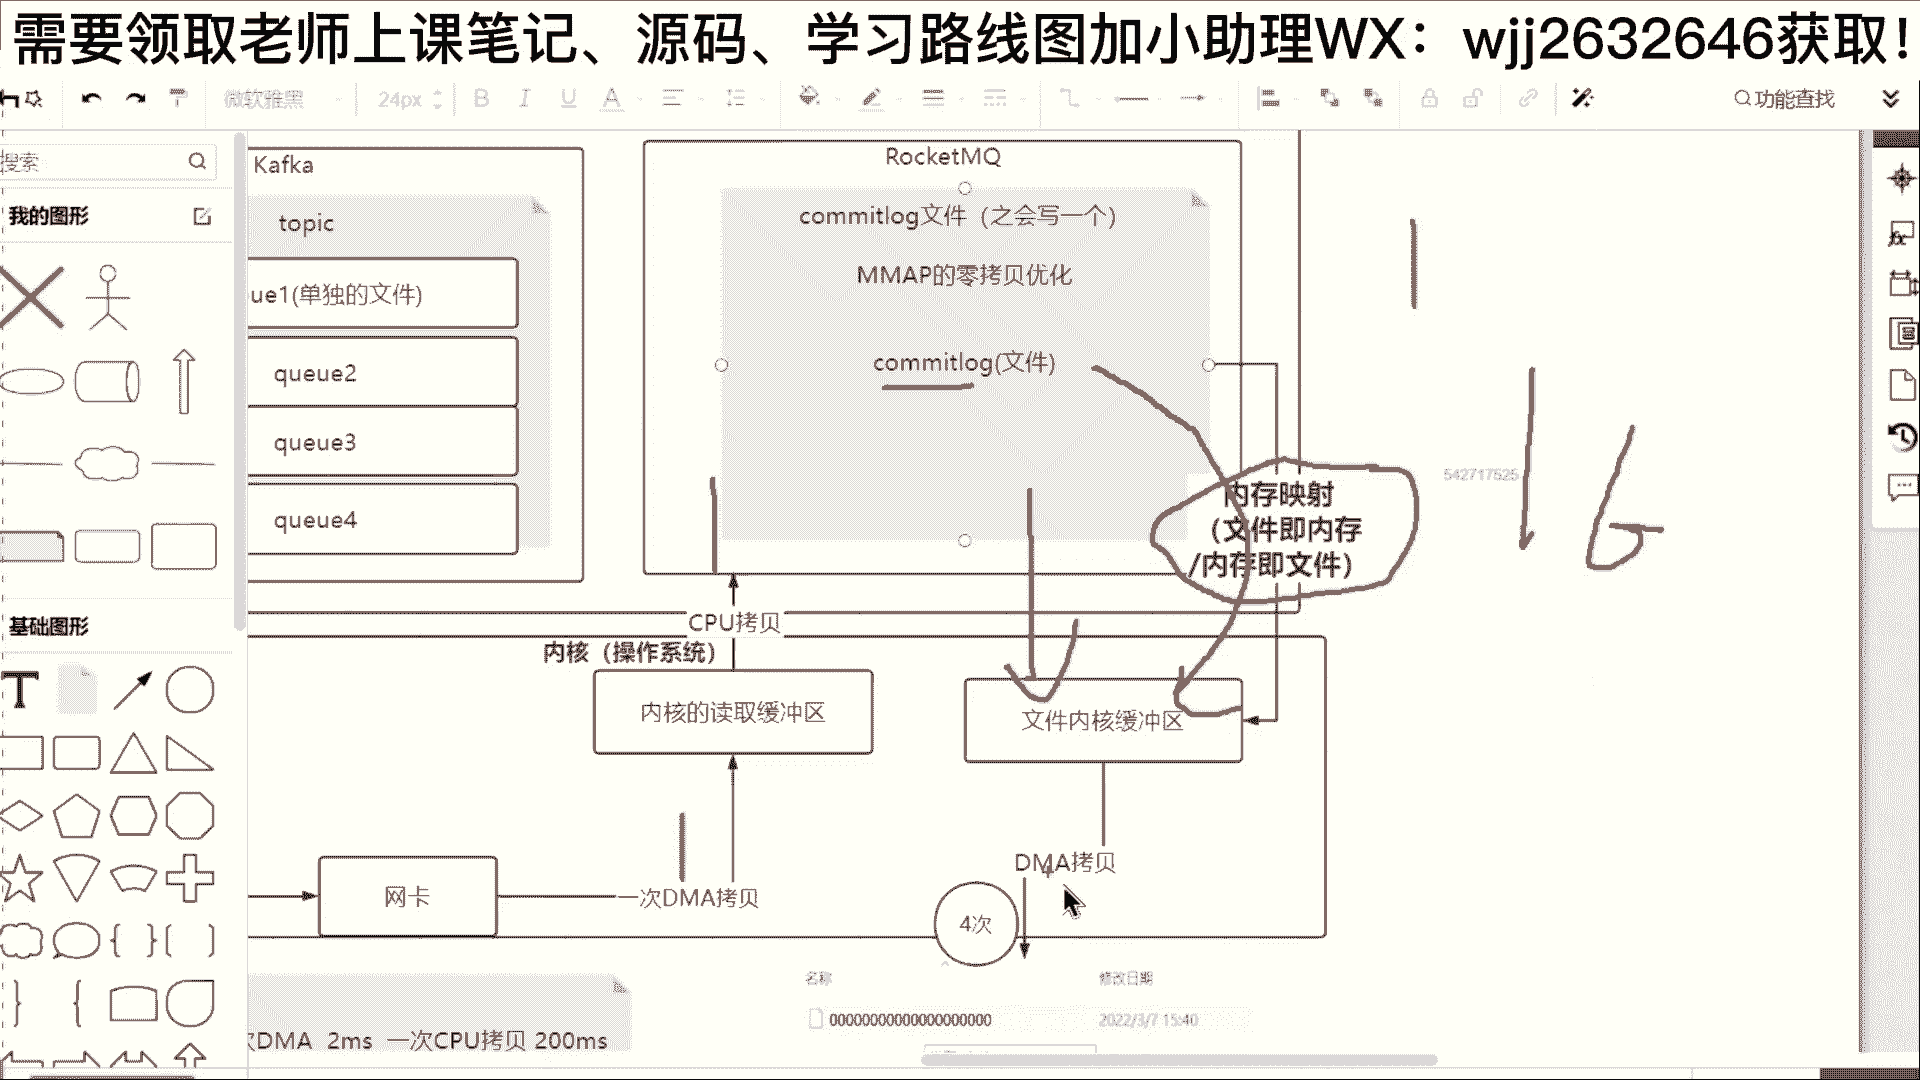 需要领取老师上课笔记、源码、学习路线图加小助理WX：wjj2632646获取！
微软雅黑 24px B I U A 功能查找
搜索
我的图形
基础图形
Kafka
topic
ue1(单独的文件)
queue2
queue3
queue4
RocketMQ
commitlog文件（之会写一个）
MMAP的零拷贝优化
commitlog(文件)
内存映射
（文件即内存
/内存即文件）
542717525
1G
CPU拷贝
内核（操作系统）
内核的读取缓冲区
文件内核缓冲区
网卡
一次DMA拷贝
DMA拷贝
4次
名称 修改日期
00000000000000000000 2022/3/7 15:40
DMA 2ms 一次CPU拷贝 200ms